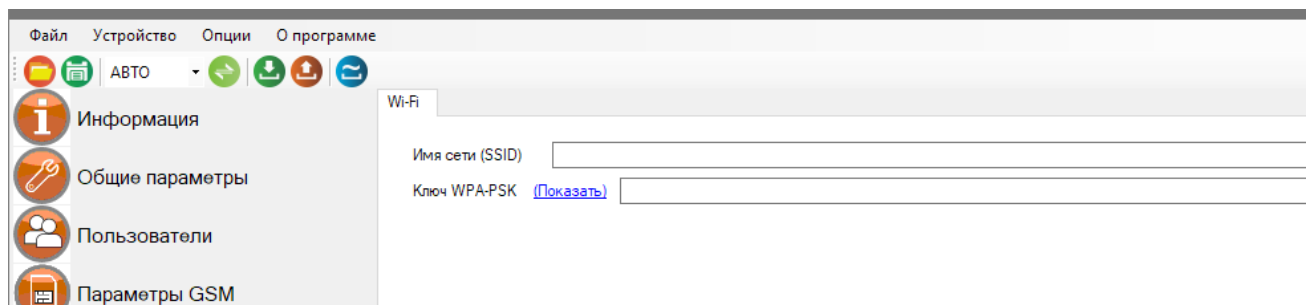 Файл Устройство Опции О программе
АВТО
Информация
Общие параметры
Пользователи
Параметры GSM
Wi-Fi
Имя сети (SSID)
Ключ WPA-PSK (Показать)